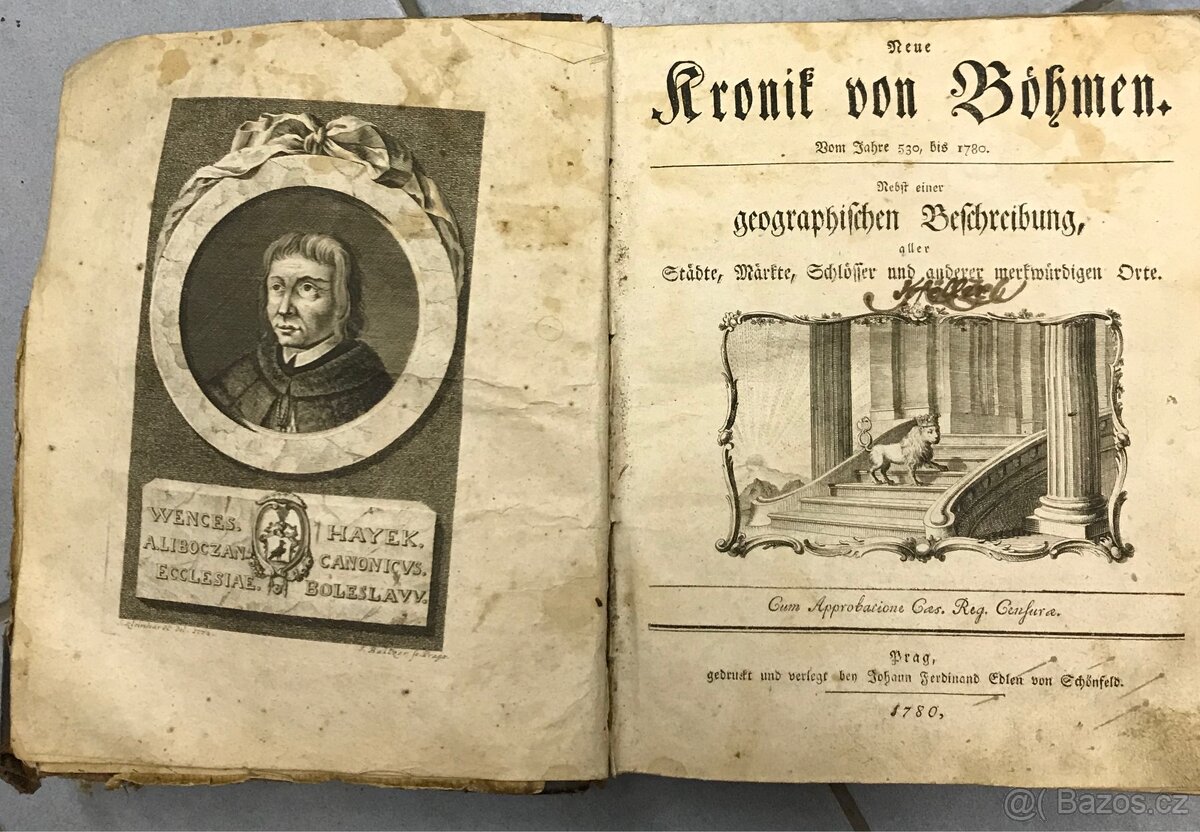 WENCES. HAYEK.
A LIBOCZAN CANONICVS.
ECCLESIAE. BOLESLAVV.
Neue
Kronik von Böhmen.
Vom Jahre 530, bis 1780.
Nebst einer
geographischen Beschreibung,
aller
Städte, Märkte, Schlösser und anderer merkwürdigen Orte.
Cum Approbatione Cæs. Reg. Censuræ.
Prag,
gedruckt und verlegt bey Johann Ferdinand Edlen von Schönfeld.
1780,
@( Bazos.cz